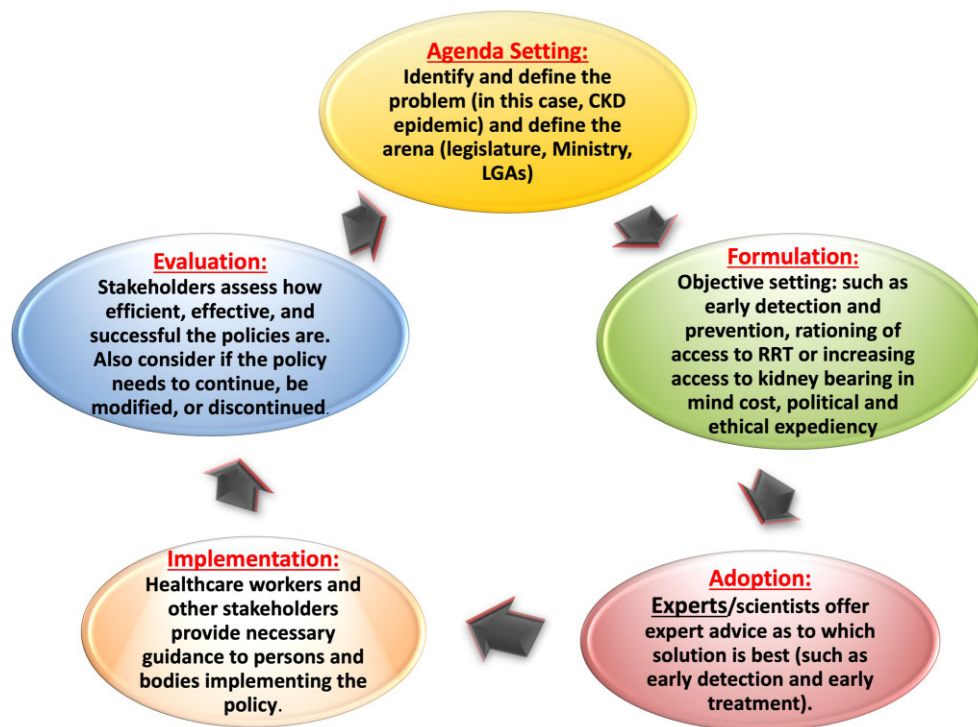 Agenda Setting:
Identify and define the
problem (in this case, CKD
epidemic) and define the
arena (legislature, Ministry,
LGAs)
Formulation:
Objective setting: such as
early detection and
prevention, rationing of
access to RRT or increasing
access to kidney bearing in
mind cost, political and
ethical expediency
Adoption:
Experts/scientists offer
expert advice as to which
solution is best (such as
early detection and early
treatment).
Implementation:
Healthcare workers and
other stakeholders
provide necessary
guidance to persons and
bodies implementing the
policy.
Evaluation:
Stakeholders assess how
efficient, effective, and
successful the policies are.
Also consider if the policy
needs to continue, be
modified, or discontinued.